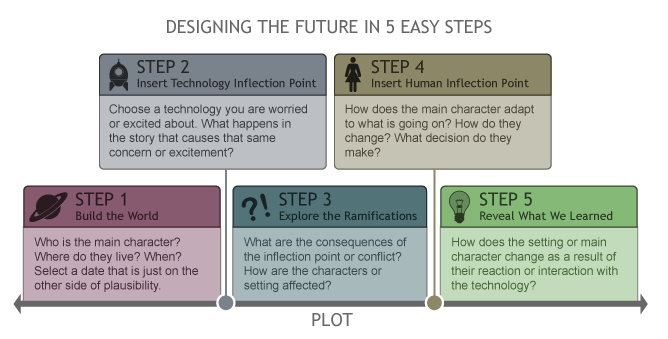 DESIGNING THE FUTURE IN 5 EASY STEPS
STEP 2
Insert Technology Inflection Point
Choose a technology you are worried
or excited about. What happens in
the story that causes that same
concern or excitement?
STEP 4
Insert Human Inflection Point
How does the main character adapt
to what is going on? How do they
change? What decision do they
make?
STEP 1
Build the World
Who is the main character?
Where do they live? When?
Select a date that is just on the
other side of plausibility.
?!
STEP 3
Explore the Ramifications
What are the consequences of
the inflection point or conflict?
How are the characters or
setting affected?
STEP 5
Reveal What We Learned
How does the setting or main
character change as a result of
their reaction or interaction with
the technology?
PLOT